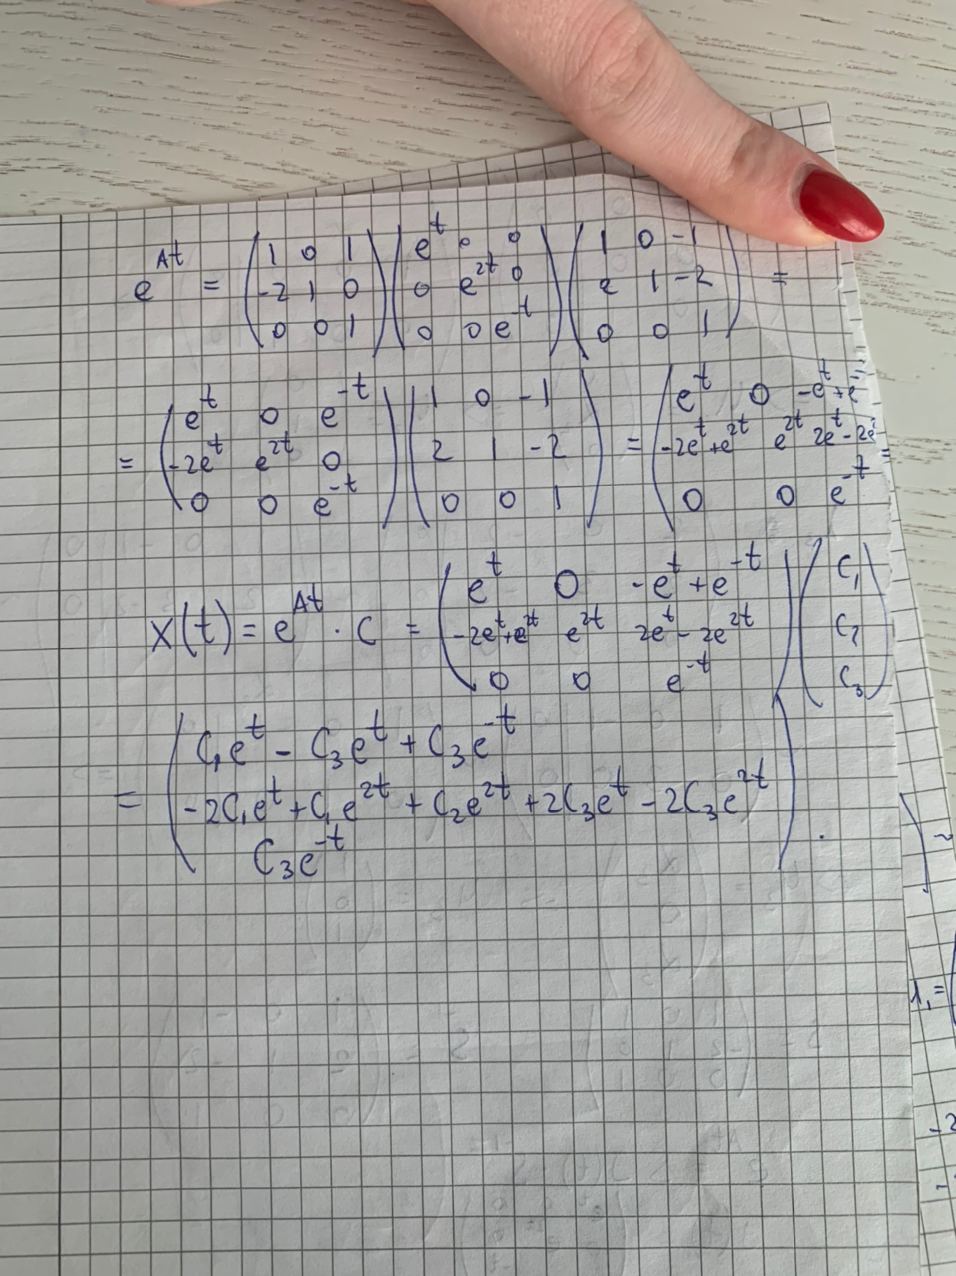 e^{At} = \begin{pmatrix} 1 & 0 & 1 \\ -2 & 1 & 0 \\ 0 & 0 & 1 \end{pmatrix} \begin{pmatrix} e^t & 0 & 0 \\ 0 & e^{2t} & 0 \\ 0 & 0 & e^{-t} \end{pmatrix} \begin{pmatrix} 1 & 0 & -1 \\ 2 & 1 & -2 \\ 0 & 0 & 1 \end{pmatrix} =
= \begin{pmatrix} e^t & 0 & e^{-t} \\ -2e^t & e^{2t} & 0 \\ 0 & 0 & e^{-t} \end{pmatrix} \begin{pmatrix} 1 & 0 & -1 \\ 2 & 1 & -2 \\ 0 & 0 & 1 \end{pmatrix} = \begin{pmatrix} e^t & 0 & -e^t + e^- \\ -2e^t + e^{2t} & e^{2t} & 2e^t - 2e^2 \\ 0 & 0 & e^{-t} \end{pmatrix} =
X(t) = e^{At} \cdot C = \begin{pmatrix} e^t & 0 & -e^t + e^{-t} \\ -2e^t + e^{2t} & e^{2t} & 2e^t - 2e^{2t} \\ 0 & 0 & e^{-t} \end{pmatrix} \begin{pmatrix} C_1 \\ C_2 \\ C_3 \end{pmatrix}
= \begin{pmatrix} C_1e^t - C_3e^t + C_3e^{-t} \\ -2C_1e^t + C_1e^{2t} + C_2e^{2t} + 2C_3e^t - 2C_3e^{2t} \\ C_3e^{-t} \end{pmatrix} .
λ_1 =